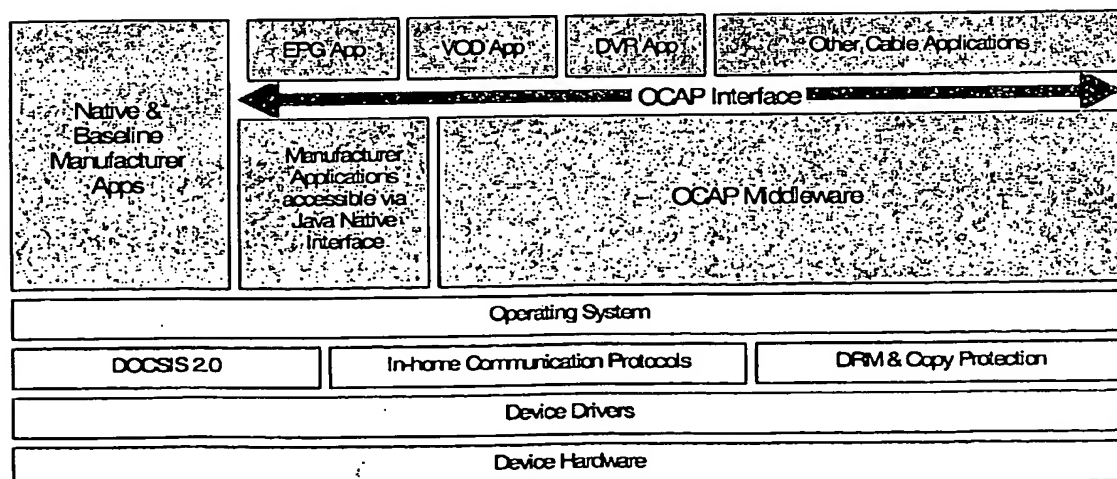 EPG App
VOD App
DVR App
Other Cable Applications
OCAP Interface
Native &
Baseline
Manufacturer
Apps
Manufacturer
Applications
accessible via
Java Native
Interface
OCAP Middleware
Operating System
DOCSIS 2.0
In-home Communication Protocols
DRM & Copy Protection
Device Drivers
Device Hardware